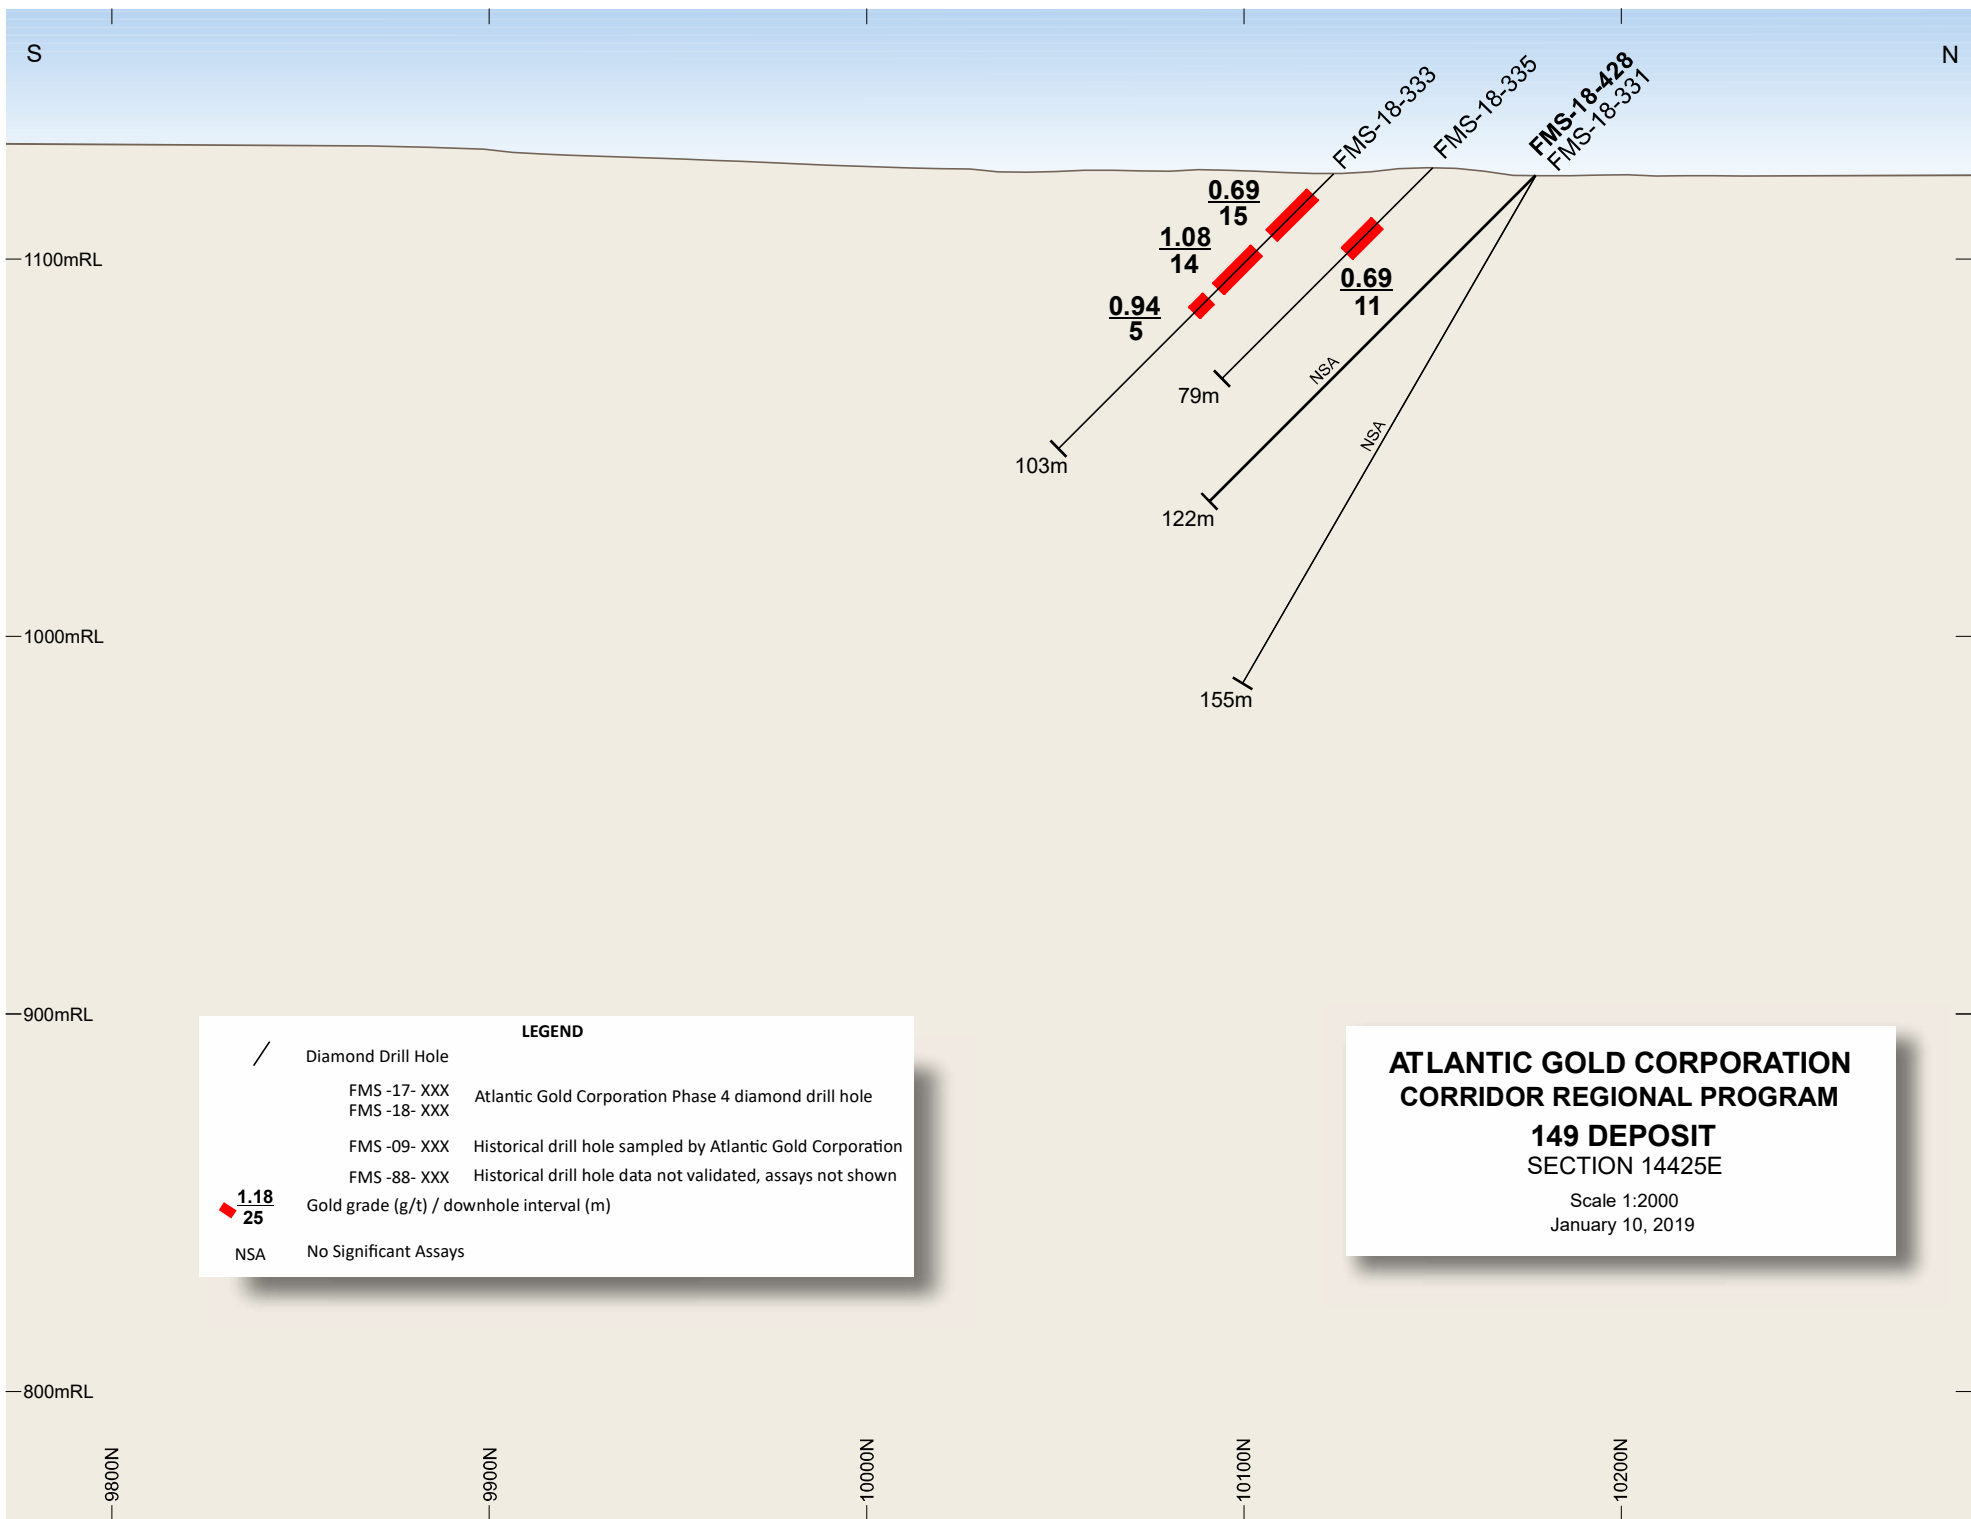 S
N
FMS-18-333
FMS-18-335
FMS-18-428
FMS-18-331
0.69
15
1.08
14
0.94
5
0.69
11
NSA
NSA
79m
103m
122m
155m
1100mRL
1000mRL
900mRL
800mRL
LEGEND
Diamond Drill Hole
FMS -17- XXX
FMS -18- XXX
Atlantic Gold Corporation Phase 4 diamond drill hole
FMS -09- XXX Historical drill hole sampled by Atlantic Gold Corporation
FMS -88- XXX Historical drill hole data not validated, assays not shown
1.18
25
Gold grade (g/t) / downhole interval (m)
NSA No Significant Assays
ATLANTIC GOLD CORPORATION
CORRIDOR REGIONAL PROGRAM
149 DEPOSIT
SECTION 14425E
Scale 1:2000
January 10, 2019
9800N
9900N
10000N
10100N
10200N